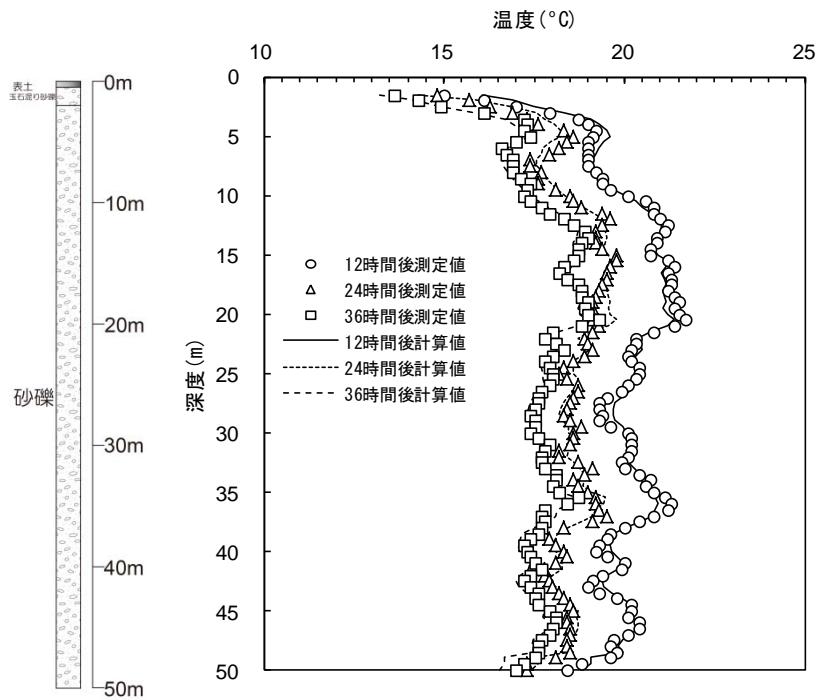 温度(°C)
10 15 20 25
表土
玉石混り砂礫
砂礫
0m
10m
20m
30m
40m
50m
深度(m)
0
5
10
15
20
25
30
35
40
45
50
12時間後測定値
24時間後測定値
36時間後測定値
12時間後計算値
24時間後計算値
36時間後計算値